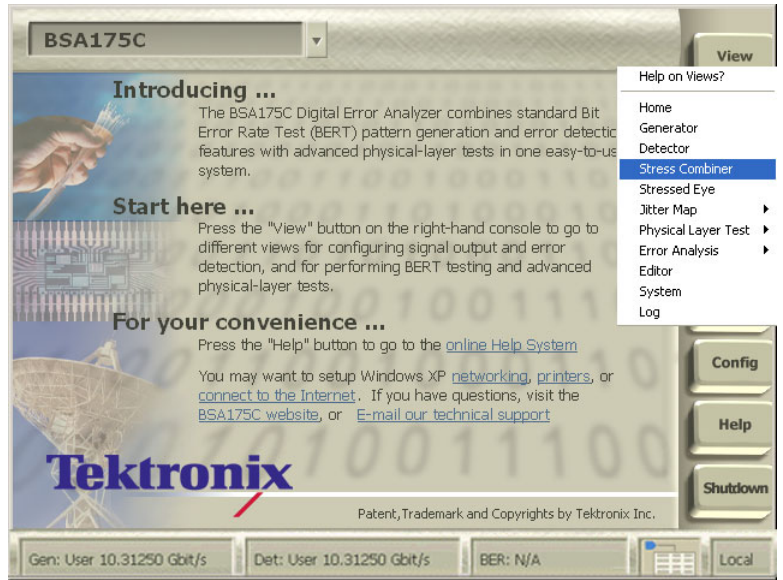 BSA175C
View
Introducing ...
The BSA175C Digital Error Analyzer combines standard Bit
Error Rate Test (BERT) pattern generation and error detectic
features with advanced physical-layer tests in one easy-to-us
system.
Start here ...
Press the "View" button on the right-hand console to go to
different views for configuring signal output and error
detection, and for performing BERT testing and advanced
physical-layer tests.
For your convenience ...
Press the "Help" button to go to the online Help System
You may want to setup Windows XP networking, printers, or
connect to the Internet. If you have questions, visit the
BSA175C website, or E-mail our technical support
Tektronix
Patent,Trademark and Copyrights by Tektronix Inc.
Help on Views?
Home
Generator
Detector
Stress Combiner
Stressed Eye
Jitter Map
Physical Layer Test
Error Analysis
Editor
System
Log
Config
Help
Shutdown
Gen: User 10.31250 Gbit/s
Det: User 10.31250 Gbit/s
BER: N/A
Local